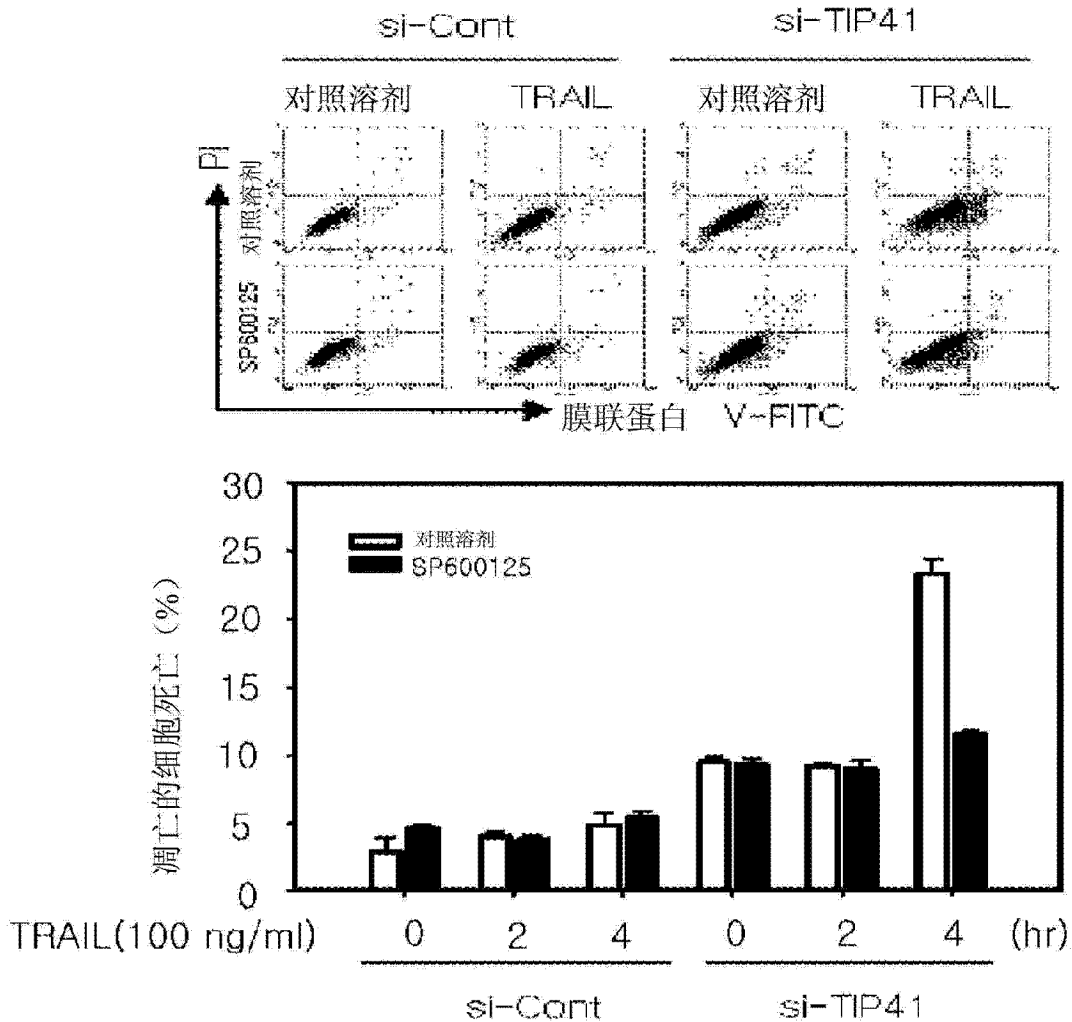 si-Cont si-TIP41
对照溶剂 TRAIL 对照溶剂 TRAIL
PI
对照溶剂
SP600125
膜联蛋白 V-FITC
30
25
20
15
10
5
0
凋亡的细胞死亡(%)
对照溶剂
SP600125
TRAIL(100 ng/ml) 0 2 4 0 2 4 (hr)
si-Cont si-TIP41